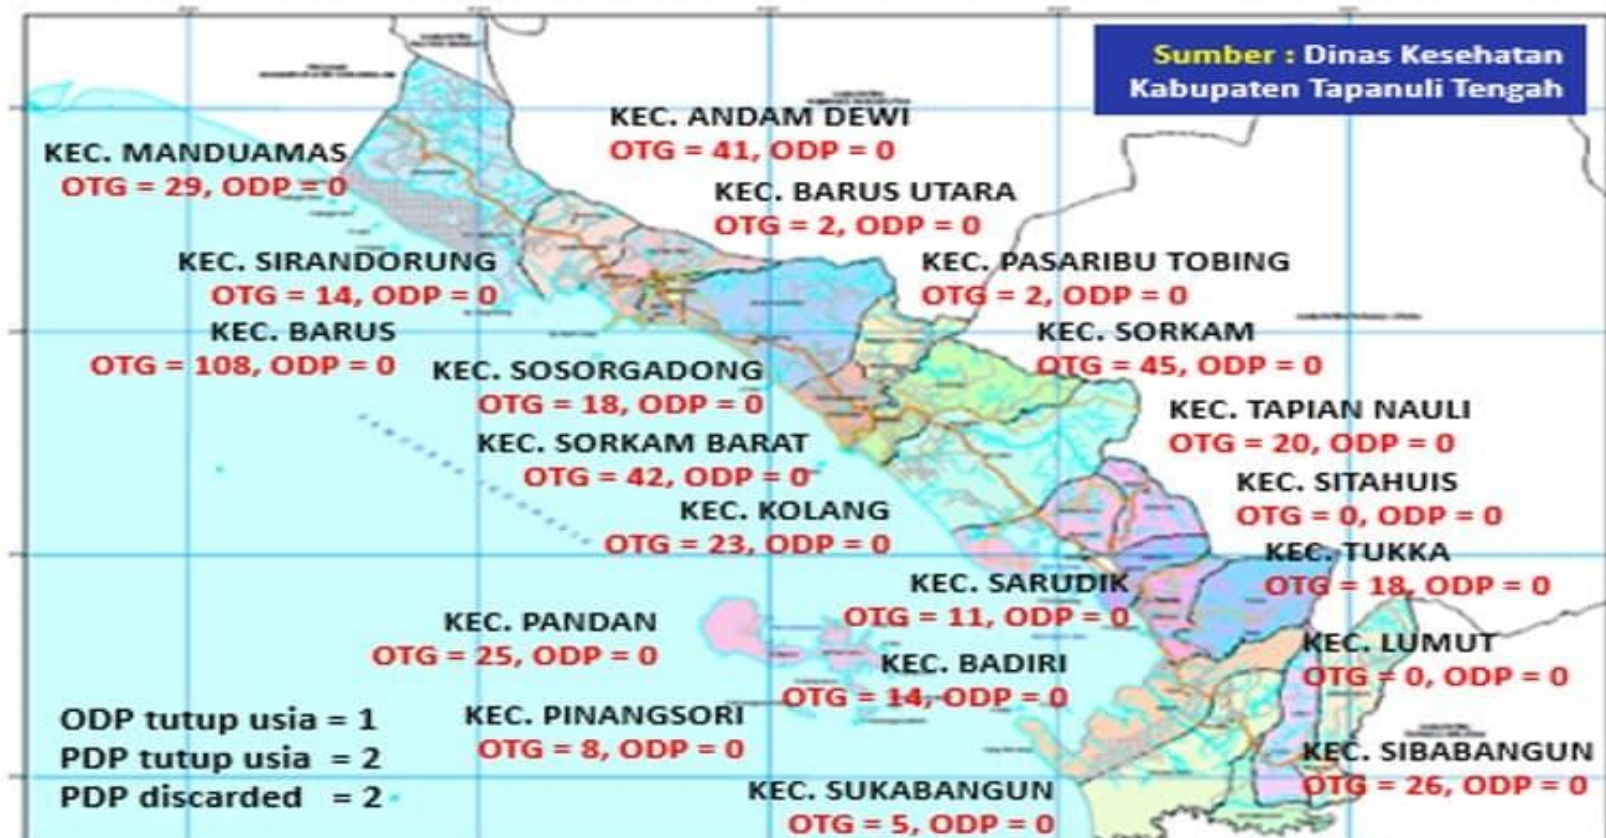 Sumber : Dinas Kesehatan
Kabupaten Tapanuli Tengah
KEC. ANDAM DEWI
OTG = 41, ODP = 0
KEC. MANDUAMAS
OTG = 29, ODP = 0
KEC. BARUS UTARA
OTG = 2, ODP = 0
KEC. SIRANDORUNG
OTG = 14, ODP = 0
KEC. PASARIBU TOBING
OTG = 2, ODP = 0
KEC. BARUS
OTG = 108, ODP = 0
KEC. SORKAM
OTG = 45, ODP = 0
KEC. SOSORGADONG
OTG = 18, ODP = 0
KEC. TAPIAN NAULI
OTG = 20, ODP = 0
KEC. SORKAM BARAT
OTG = 42, ODP = 0
KEC. SITAHUIS
OTG = 0, ODP = 0
KEC. KOLANG
OTG = 23, ODP = 0
KEC. TUKKA
OTG = 18, ODP = 0
KEC. SARUDIK
OTG = 11, ODP = 0
KEC. PANDAN
OTG = 25, ODP = 0
KEC. LUMUT
OTG = 0, ODP = 0
KEC. BADIRI
OTG = 14, ODP = 0
KEC. PINANGSORI
OTG = 8, ODP = 0
KEC. SIBABANGUN
OTG = 26, ODP = 0
KEC. SUKABANGUN
OTG = 5, ODP = 0
ODP tutup usia = 1
PDP tutup usia = 2
PDP discarded = 2